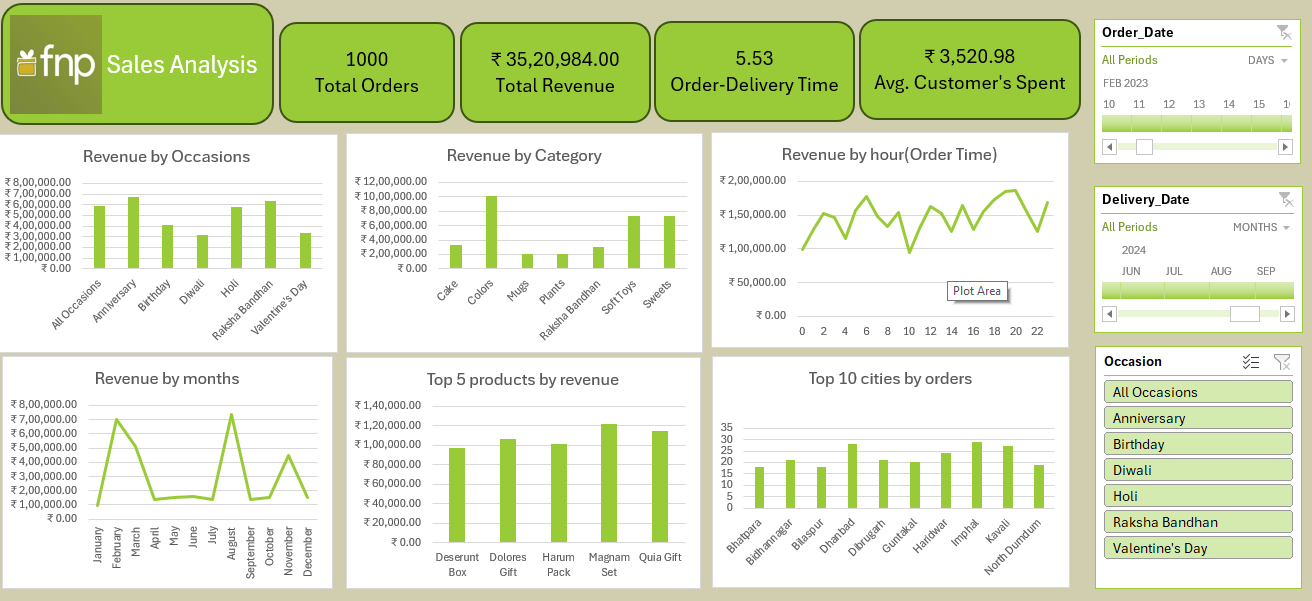 fnp
Sales Analysis
1000
Total Orders
₹ 35,20,984.00
Total Revenue
5.53
Order-Delivery Time
₹ 3,520.98
Avg. Customer's Spent
Order_Date
All Periods
DAYS
FEB 2023
10 11 12 13 14 15
Revenue by Occasions
₹ 8,00,000.00
₹ 7,00,000.00
₹ 6,00,000.00
₹ 5,00,000.00
₹ 4,00,000.00
₹ 3,00,000.00
₹ 2,00,000.00
₹ 1,00,000.00
₹ 0.00
All Occasions
Anniversary
Birthday
Diwali
Holi
Raksha Bandhan
Valentine's Day
Revenue by Category
₹ 12,00,000.00
₹ 10,00,000.00
₹ 8,00,000.00
₹ 6,00,000.00
₹ 4,00,000.00
₹ 2,00,000.00
₹ 0.00
Cake
Colors
Mugs
Plants
Raksha Bandhan
Soft Toys
Sweets
Revenue by hour(Order Time)
₹ 2,00,000.00
₹ 1,50,000.00
₹ 1,00,000.00
₹ 50,000.00
₹ 0.00
Plot Area
0 2 4 6 8 10 12 14 16 18 20 22
Delivery_Date
All Periods
MONTHS
2024
JUN JUL AUG SEP
Revenue by months
₹ 8,00,000.00
₹ 7,00,000.00
₹ 6,00,000.00
₹ 5,00,000.00
₹ 4,00,000.00
₹ 3,00,000.00
₹ 2,00,000.00
₹ 1,00,000.00
₹ 0.00
January
February
March
April
May
June
July
August
September
October
November
December
Top 5 products by revenue
₹ 1,40,000.00
₹ 1,20,000.00
₹ 1,00,000.00
₹ 80,000.00
₹ 60,000.00
₹ 40,000.00
₹ 20,000.00
₹ 0.00
Deserunt
Box
Dolores
Gift
Harum
Pack
Magnam
Set
Quia Gift
Top 10 cities by orders
35
30
25
20
15
10
5
0
Bhatpara
Bidhannagar
Bilaspur
Dhanbad
Dibrugarh
Guntakal
Haridwar
Imphal
Kavali
North Dumdum
Occasion
All Occasions
Anniversary
Birthday
Diwali
Holi
Raksha Bandhan
Valentine's Day